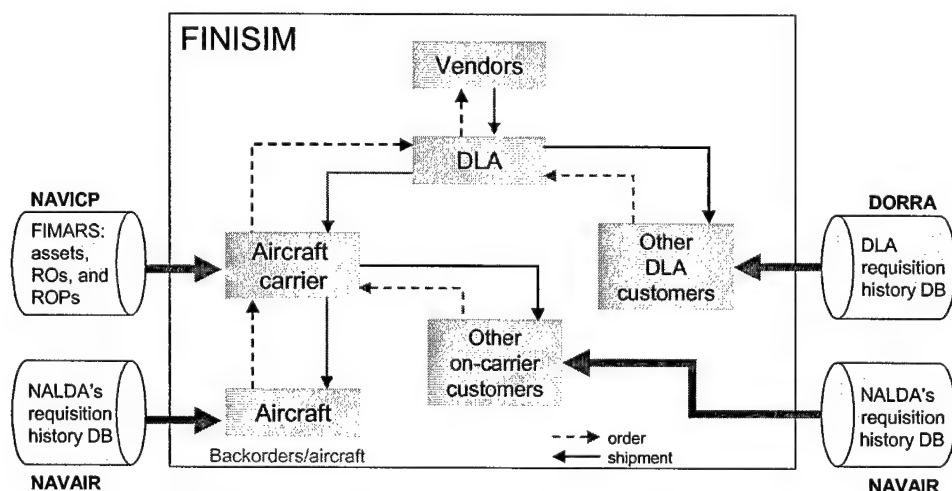 FINISIM
Vendors
DLA
NAVICP
FIMARS:
assets,
ROs, and
ROPs
Aircraft
carrier
Other
DLA
customers
DORRA
DLA
requisition
history DB
Other
on-carrier
customers
NALDA's
requisition
history DB
NAVAIR
Aircraft
Backorders/aircraft
order
shipment
NALDA's
requisition
history DB
NAVAIR